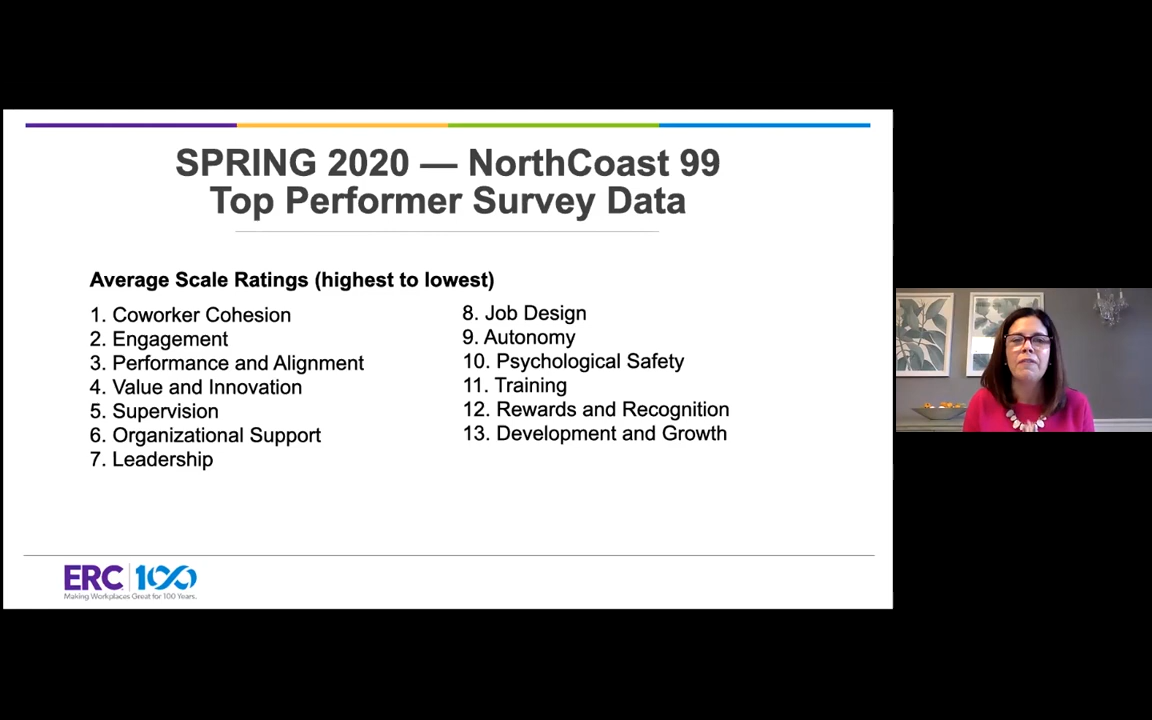 SPRING 2020 — NorthCoast 99
Top Performer Survey Data
Average Scale Ratings (highest to lowest)
1. Coworker Cohesion
2. Engagement
3. Performance and Alignment
4. Value and Innovation
5. Supervision
6. Organizational Support
7. Leadership
8. Job Design
9. Autonomy
10. Psychological Safety
11. Training
12. Rewards and Recognition
13. Development and Growth
ERC 100
Making Workplaces Great for 100 Years.